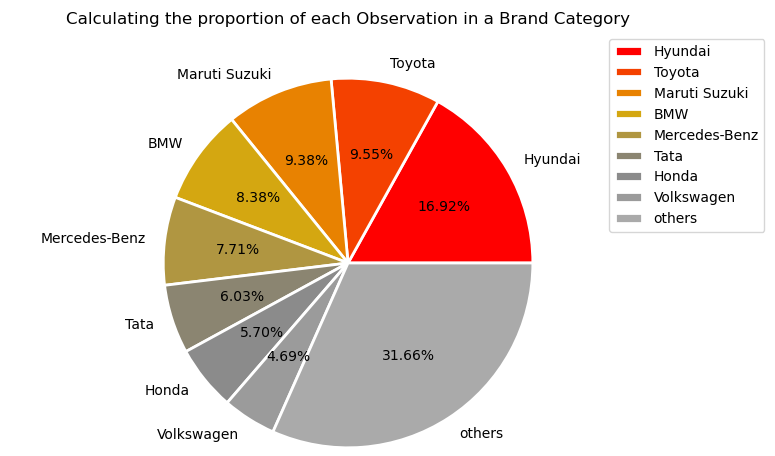 Calculating the proportion of each Observation in a Brand Category
Hyundai
Toyota
Maruti Suzuki
BMW
Mercedes-Benz
Tata
Honda
Volkswagen
others
Toyota
Maruti Suzuki
BMW
Hyundai
Mercedes-Benz
Tata
Honda
Volkswagen
others
9.55%
9.38%
8.38%
16.92%
7.71%
6.03%
5.70%
4.69%
31.66%